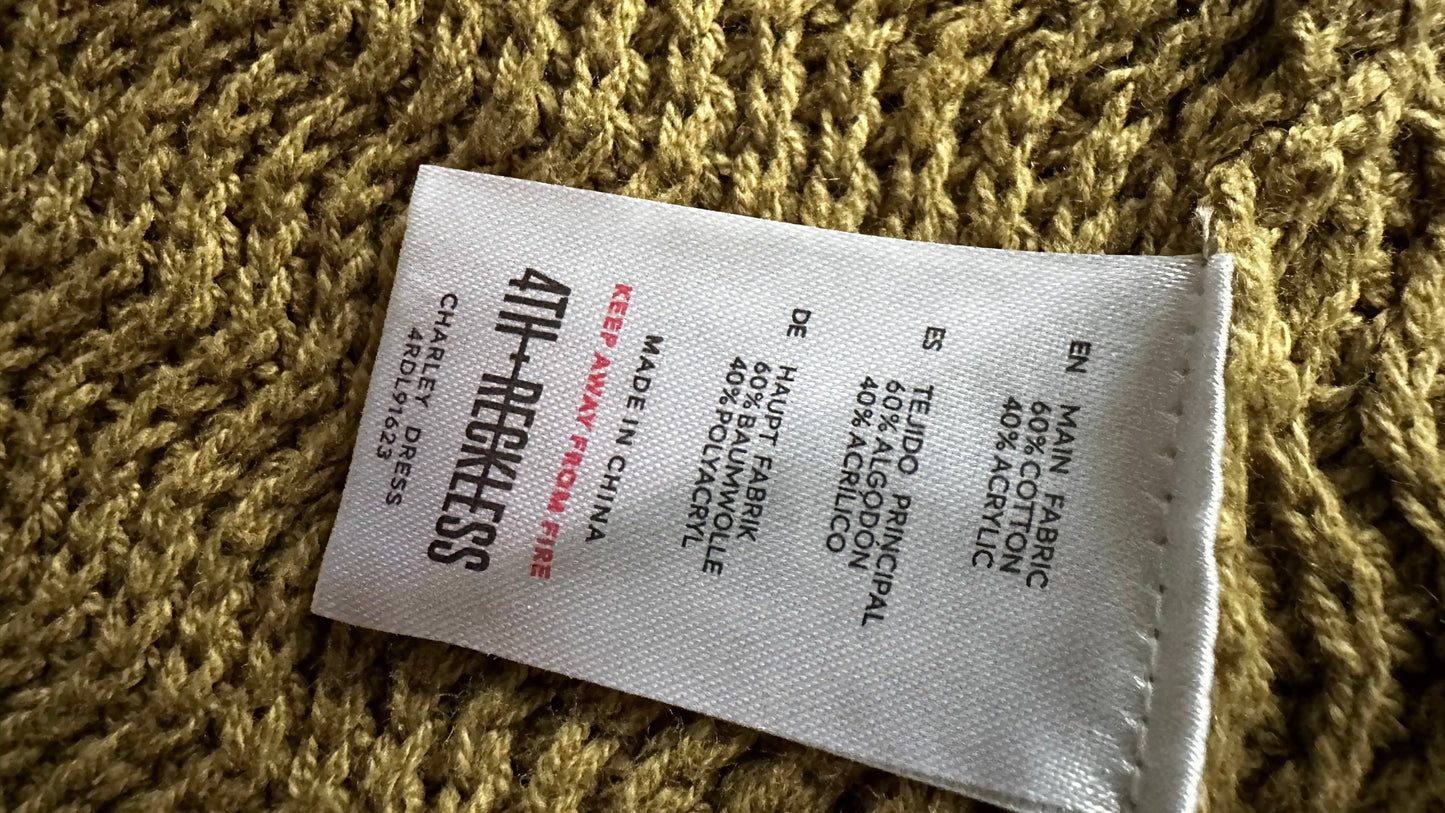 EN MAIN FABRIC
60% COTTON
40% ACRYLIC
ES TEJIDO PRINCIPAL
60% ALGODÓN
40% ACRILICO
DE HAUPT FABRIK
60% BAUMWOLLE
40% POLYACRYL
MADE IN CHINA
KEEP AWAY FROM FIRE
4TH+RECKLESS
CHARLEY DRESS
4RDL91623